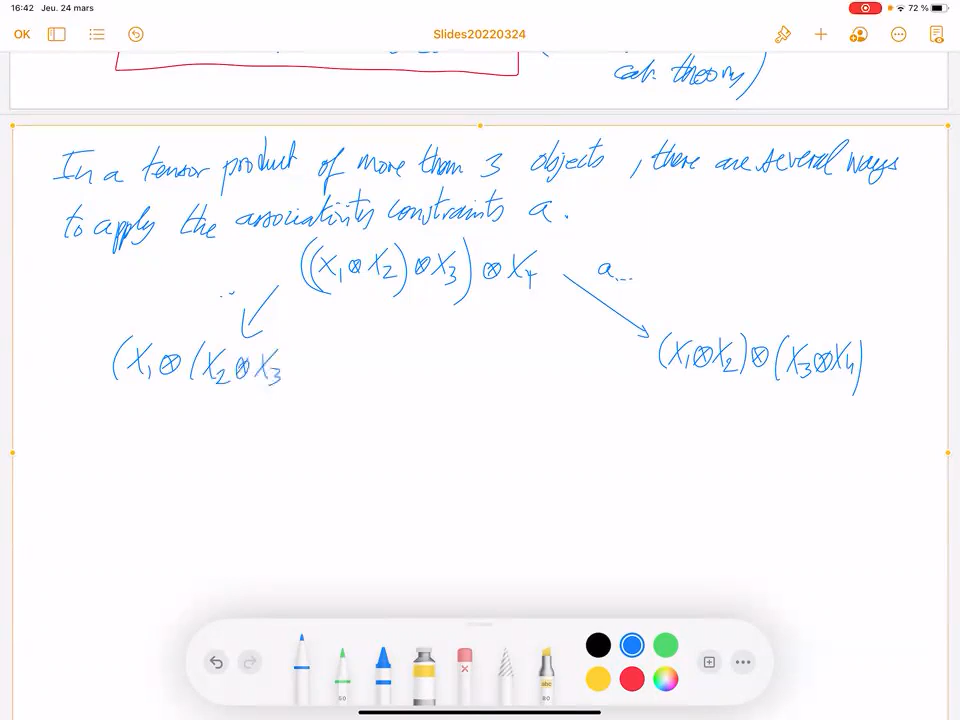 16:42 Jeu. 24 mars 72 %
OK Slides20220324
cat. theory)
In a tensor product of more than 3 objects, there are several ways
to apply the associativity constraints a.
((X₁⊗X₂)⊗X₃)⊗X₄ a...
(X₁⊗(X₂⊗X₃ (X₁⊗X₂)⊗(X₃⊗X₄)
50 80